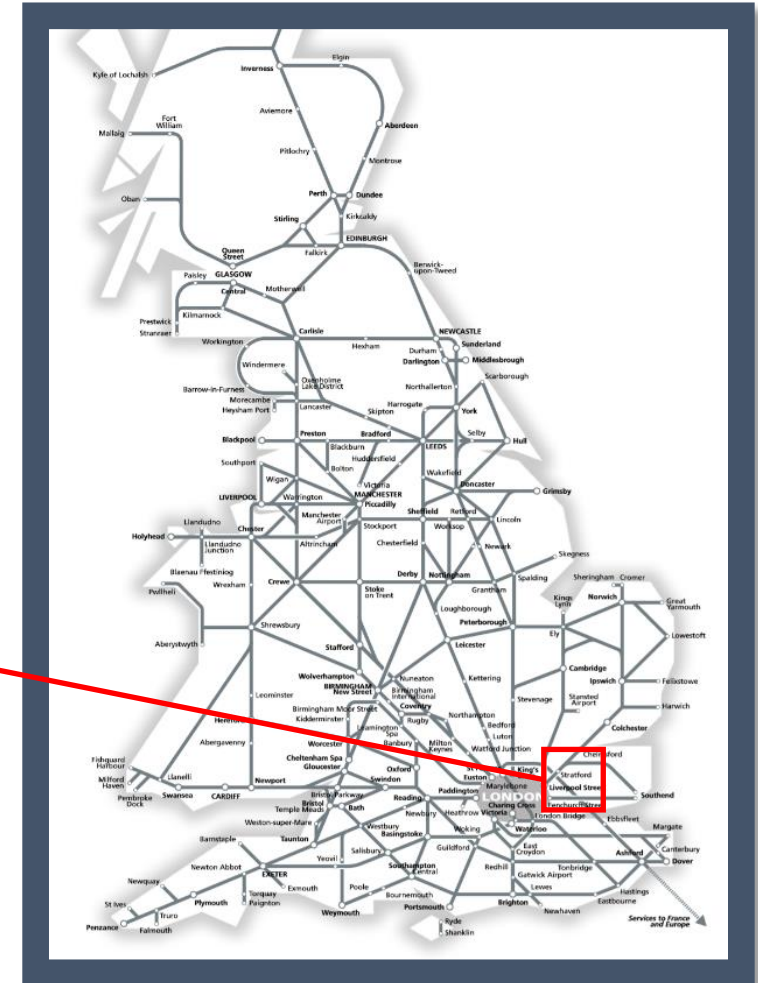 Elgin
Kyle of Lochalsh
Inverness
Aviemore
Fort
William
Mallaig
Aberdeen
Pitlochry
Montrose
Oban
Perth
Dundee
Stirling
Kirkcaldy
EDINBURGH
Queen
Street
Falkirk
Berwick-
upon-Tweed
Paisley
GLASGOW
Central
Motherwell
Prestwick
Kilmarnock
Stranraer
Carlisle
NEWCASTLE
Workington
Hexham
Sunderland
Durham
Darlington
Middlesbrough
Windermere
Scarborough
Oxenholme
Lake District
Barrow-in-Furness
Northallerton
Morecambe
Heysham Port
Lancaster
Harrogate
Skipton
York
Preston
Bradford
Selby
Blackpool
Blackburn
LEEDS
Hull
Huddersfield
Southport
Bolton
Wakefield
Wigan
Victoria
Doncaster
MANCHESTER
Grimsby
LIVERPOOL
Warrington
Piccadilly
Sheffield
Retford
Manchester
Airport
Lincoln
Llandudno
Stockport
Worksop
Chester
Holyhead
Llandudno
Junction
Altrincham
Chesterfield
Newark
Skegness
Blaenau Ffestiniog
Derby
Nottingham
Spalding
Sheringham
Cromer
Pwllheli
Wrexham
Crewe
Stoke
on Trent
Grantham
Kings
Lynn
Norwich
Great
Yarmouth
Loughborough
Shrewsbury
Peterborough
Ely
Lowestoft
Aberystwyth
Stafford
Leicester
Wolverhampton
Nuneaton
Kettering
Cambridge
BIRMINGHAM
New Street
Birmingham
International
Ipswich
Felixstowe
Leominster
Coventry
Stevenage
Stansted
Airport
Birmingham Moor Street
Rugby
Northampton
Harwich
Hereford
Kidderminster
Leamington
Spa
Bedford
Colchester
Abergavenny
Worcester
Banbury
Milton
Keynes
Luton
Watford Junction
Chelmsford
Fishguard
Harbour
Cheltenham Spa
Gloucester
Oxford
Euston
King's
Stratford
Milford
Haven
Llanelli
Newport
Swindon
Marylebone
Liverpool Street
Pembroke
Dock
Swansea
CARDIFF
Bristol Parkway
Reading
Paddington
LONDON
Southend
Bristol
Temple Meads
Bath
Charing Cross
Fenchurch Street
Newbury
Heathrow
Victoria
London Bridge
Ebbsfleet
Weston-super-Mare
Westbury
Woking
Waterloo
Margate
Barnstaple
Taunton
Basingstoke
Canterbury
Salisbury
Guildford
East
Croydon
Ashford
Dover
Newton Abbot
Yeovil
Southampton
Central
Redhill
Tonbridge
EXETER
Gatwick Airport
Newquay
Exmouth
Poole
Lewes
Hastings
St Ives
Plymouth
Torquay
Paignton
Bournemouth
Portsmouth
Brighton
Eastbourne
Truro
Weymouth
Newhaven
Penzance
Falmouth
Ryde
Shanklin
Services to France
and Europe